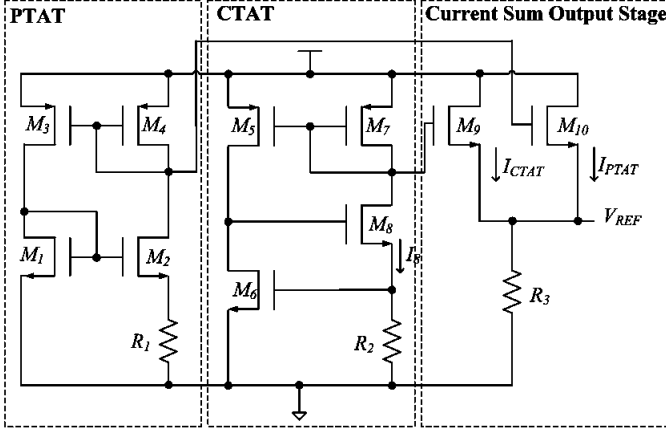 PTAT
CTAT
Current Sum Output Stage
M3
M4
M5
M7
M9
M10
ICTAT
IPTAT
VREF
M8
M1
M2
I8
M6
R3
R1
R2